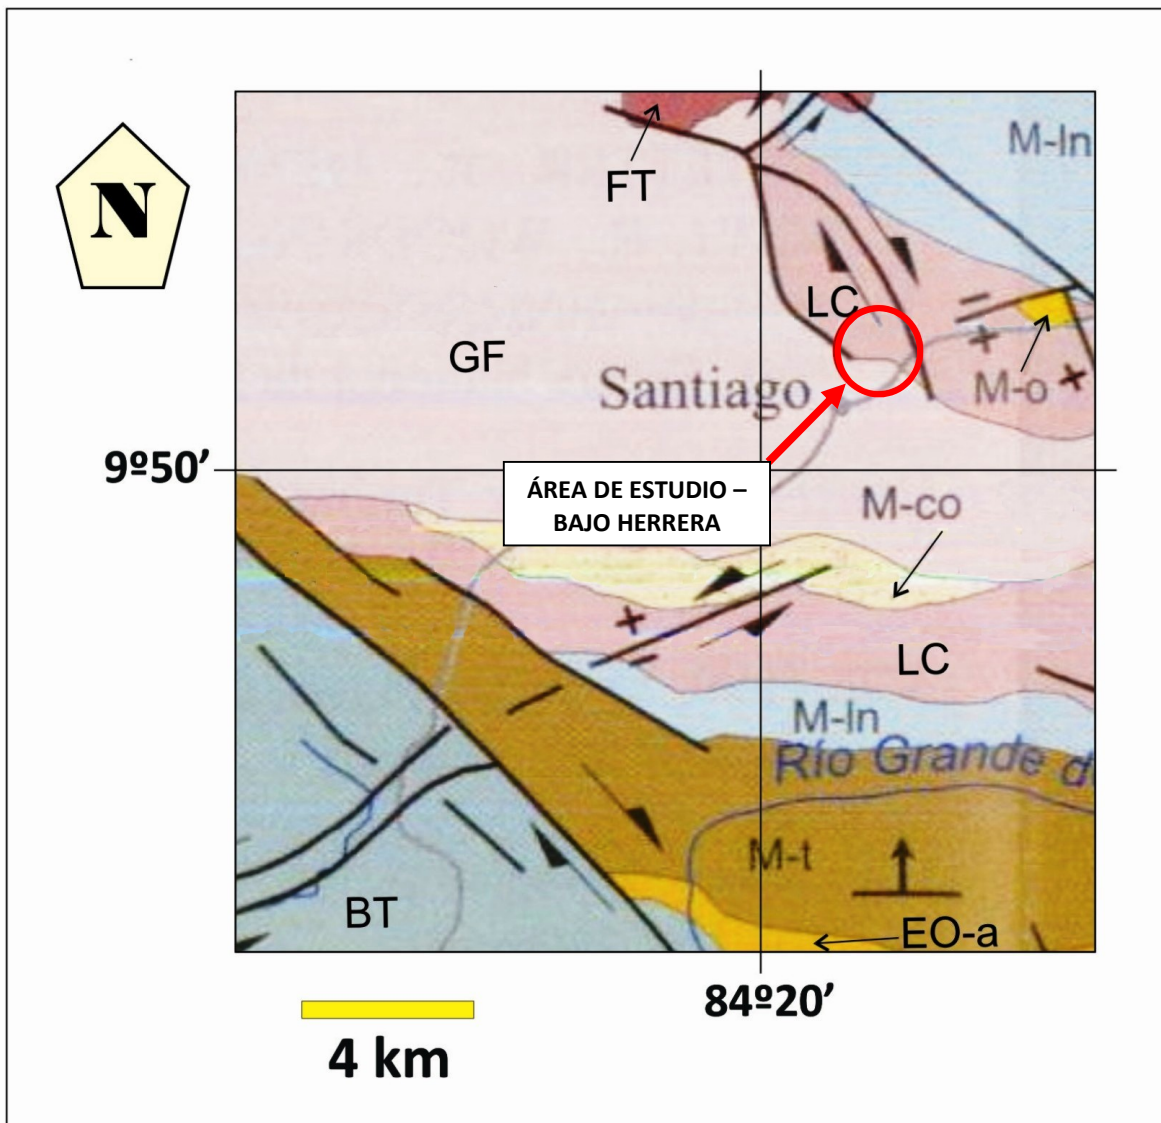 N
M-In
FT
LC
GF
Santiago
M-o
9º50’
ÁREA DE ESTUDIO –
BAJO HERRERA
M-co
LC
M-In
Río Grande d
M-t
BT
EO-a
84º20’
4 km